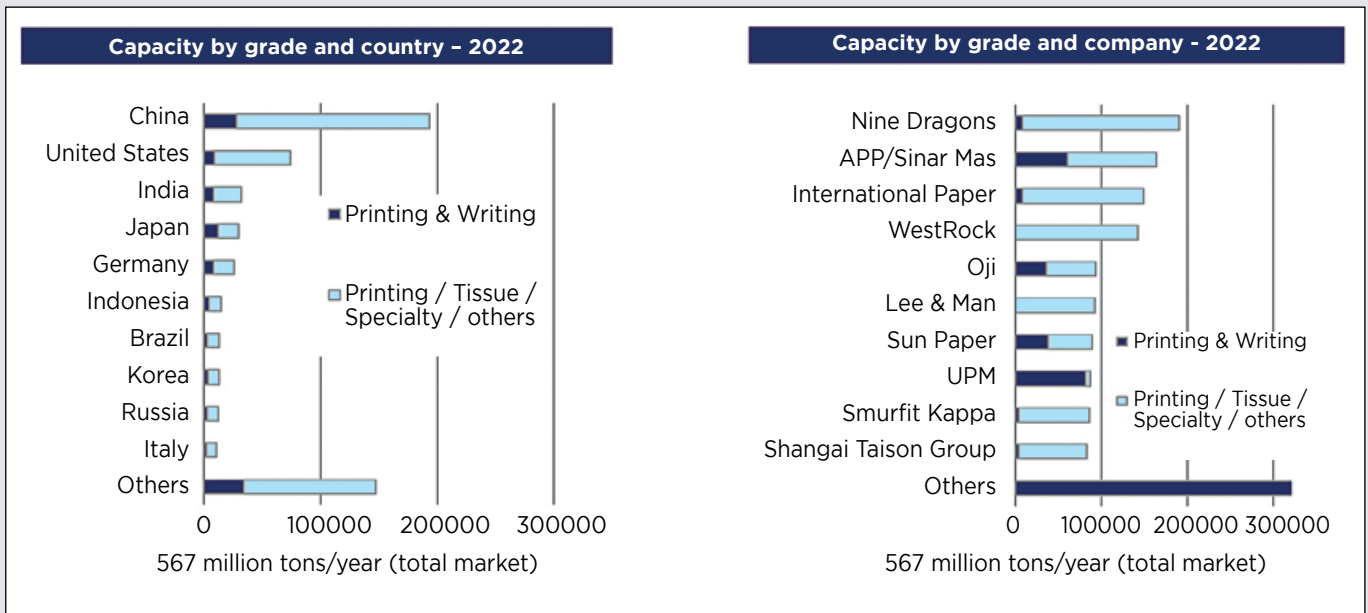 Capacity by grade and country – 2022
China
United States
India
Japan
Germany
Indonesia
Brazil
Korea
Russia
Italy
Others
Printing & Writing
Printing / Tissue /
Specialty / others
0 100000 200000 300000
567 million tons/year (total market)
Capacity by grade and company - 2022
Nine Dragons
APP/Sinar Mas
International Paper
WestRock
Oji
Lee & Man
Sun Paper
UPM
Smurfit Kappa
Shangai Taison Group
Others
Printing & Writing
Printing / Tissue /
Specialty / others
0 100000 200000 300000
567 million tons/year (total market)